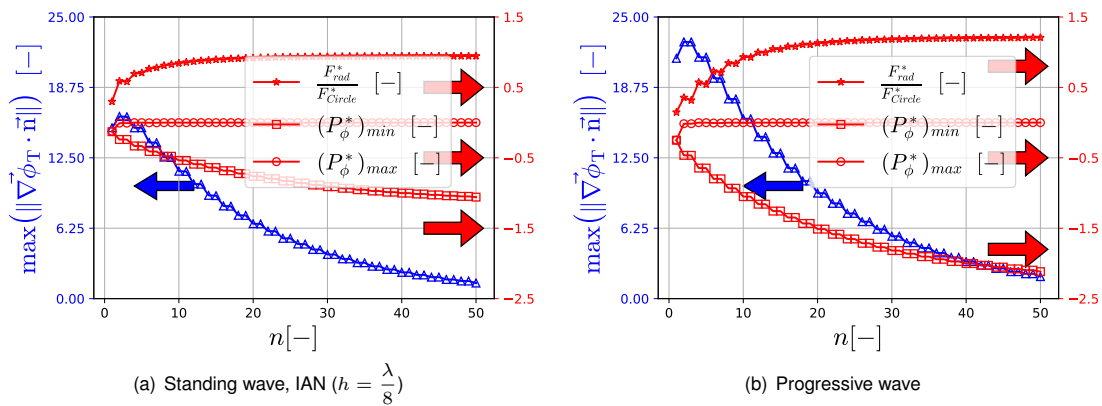 25.00
18.75
12.50
6.25
0.00
max (||∇⃗ϕ_T · n⃗||) [−]
1.5
0.5
−0.5
−1.5
−2.5
0 10 20 30 40 50
n[−]
F*_rad / F*_Circle [−]
(P*_ϕ)_min [−]
(P*_ϕ)_max [−]
(a) Standing wave, IAN (h = λ/8)
25.00
18.75
12.50
6.25
0.00
max (||∇⃗ϕ_T · n⃗||) [−]
1.5
0.5
−0.5
−1.5
−2.5
0 10 20 30 40 50
n[−]
F*_rad / F*_Circle [−]
(P*_ϕ)_min [−]
(P*_ϕ)_max [−]
(b) Progressive wave